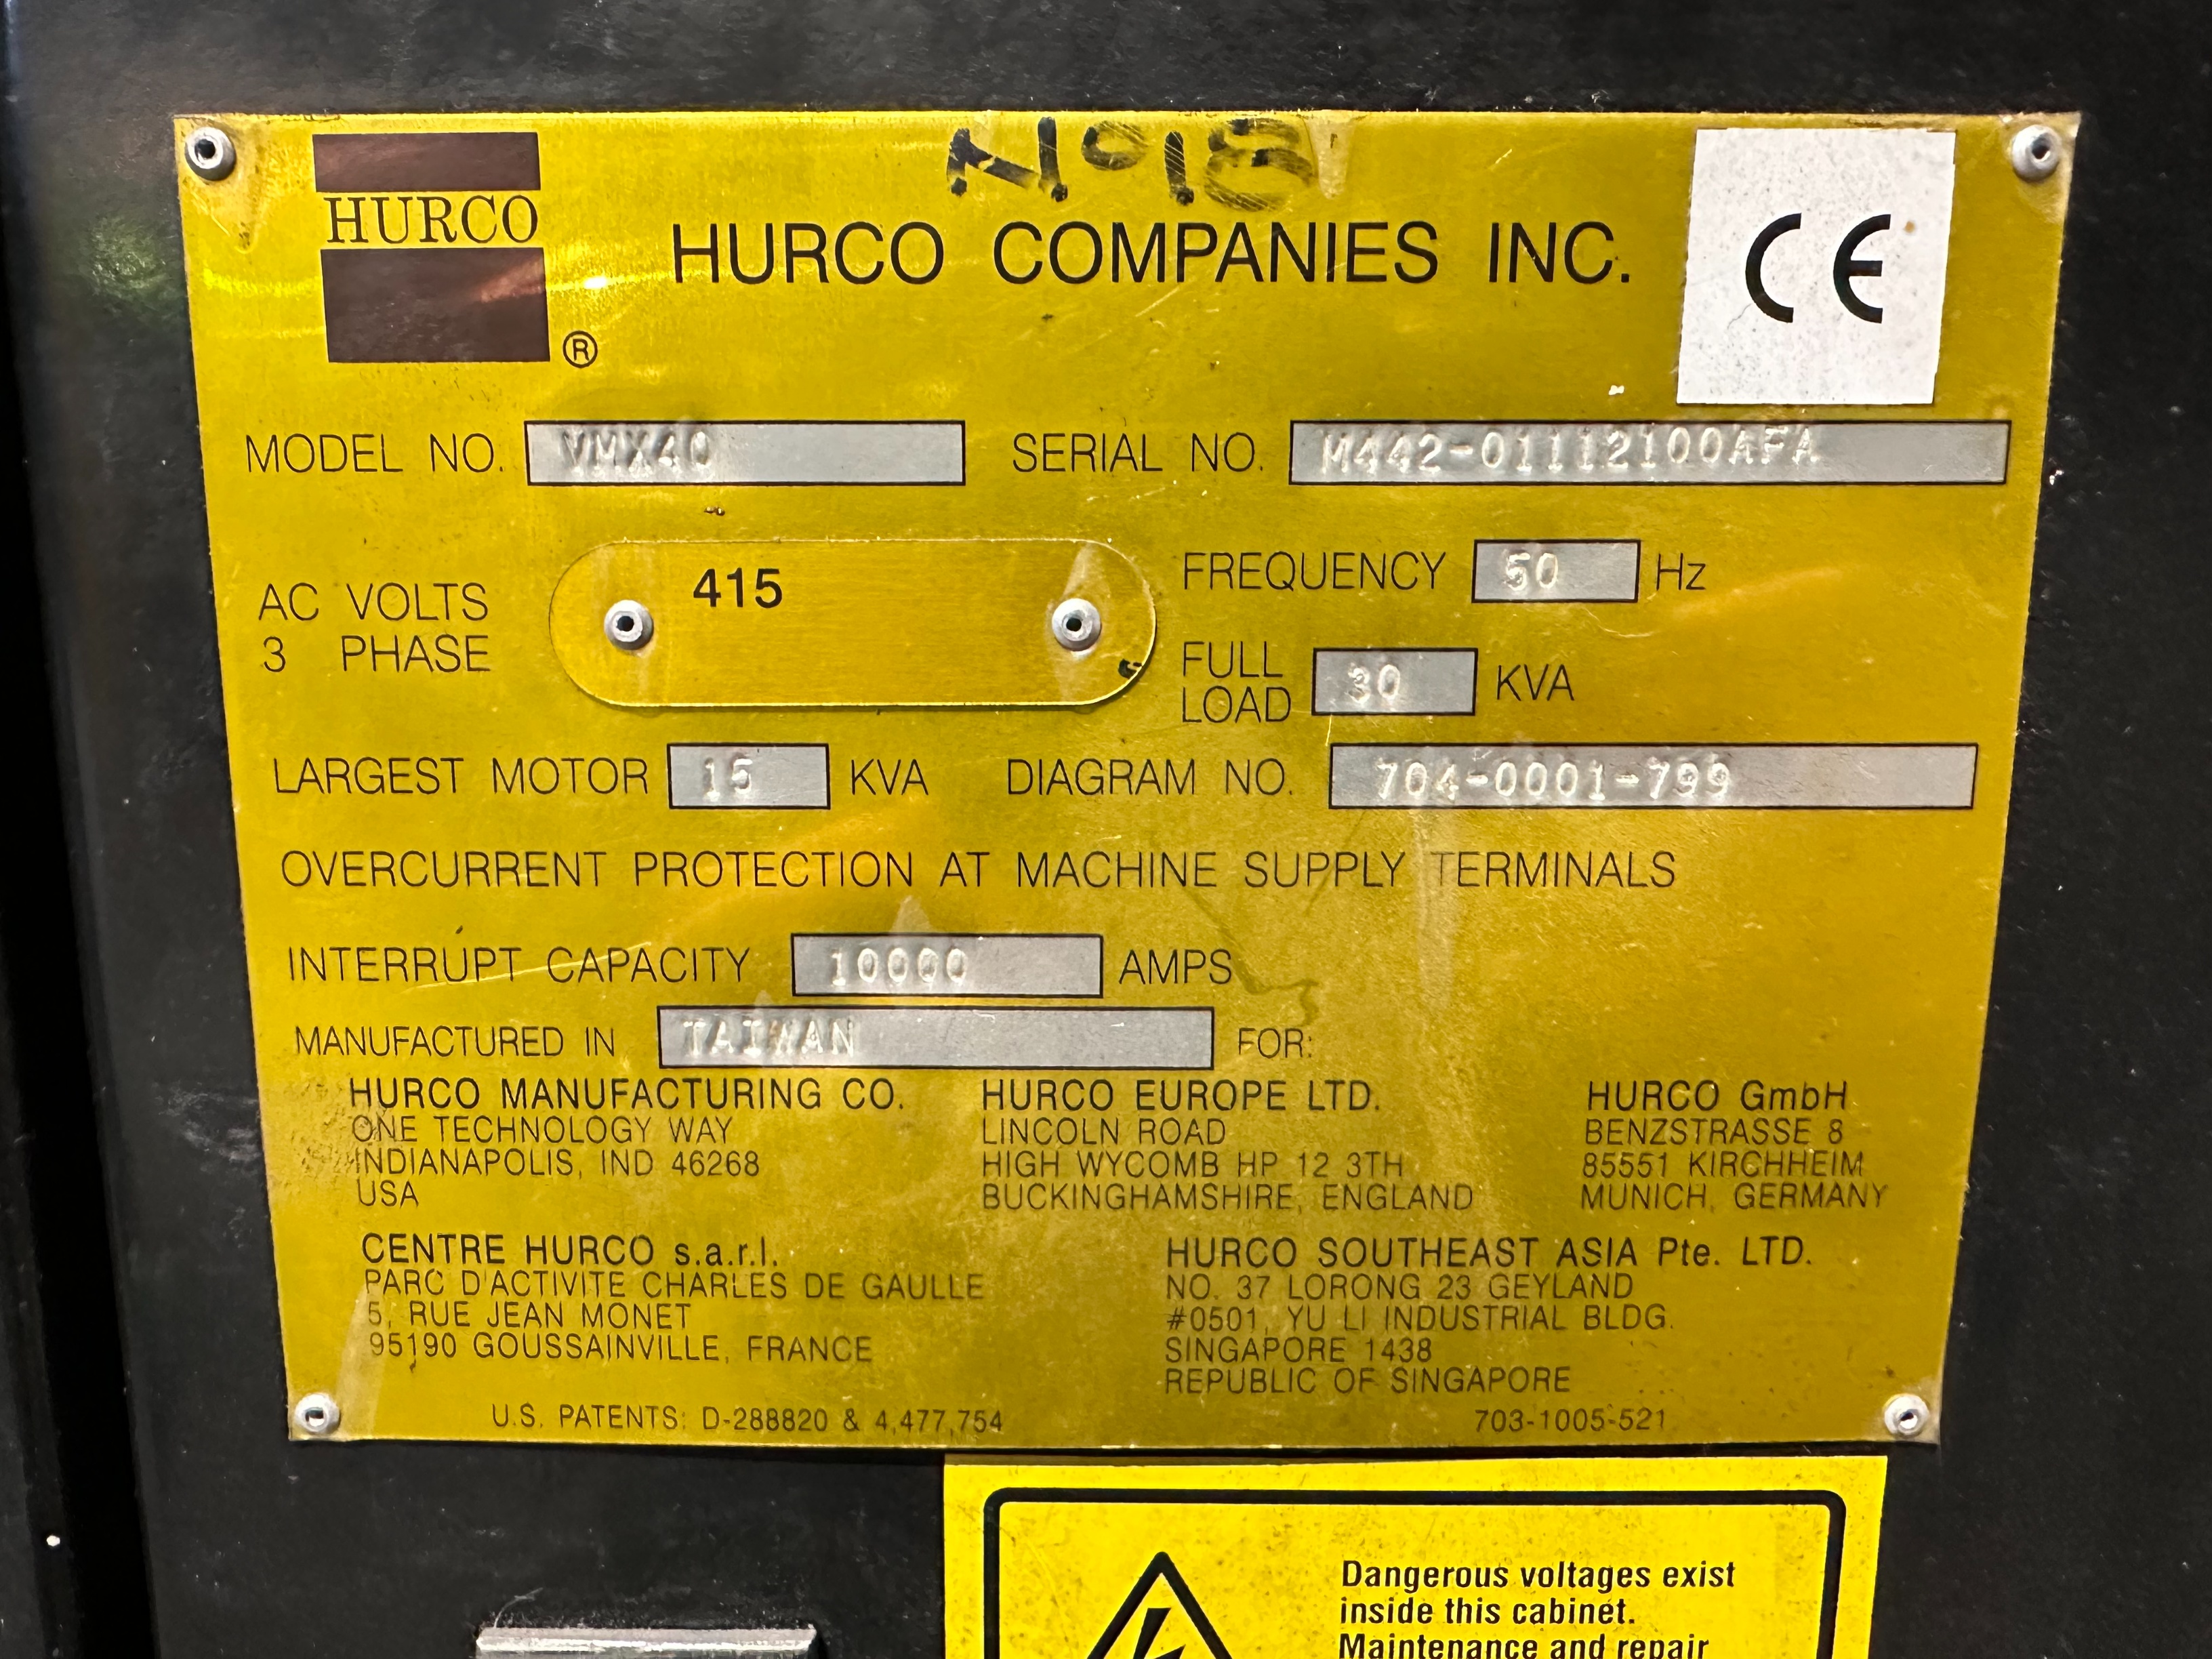 HURCO
®
HURCO COMPANIES INC.
CE
MODEL NO. VMX40 SERIAL NO. M442-01112100AFA
AC VOLTS
3 PHASE
415
FREQUENCY 50 Hz
FULL
LOAD 30 KVA
LARGEST MOTOR 15 KVA DIAGRAM NO. 704-0001-799
OVERCURRENT PROTECTION AT MACHINE SUPPLY TERMINALS
INTERRUPT CAPACITY 10000 AMPS
MANUFACTURED IN TAIWAN FOR:
HURCO MANUFACTURING CO.
ONE TECHNOLOGY WAY
INDIANAPOLIS, IND 46268
USA
HURCO EUROPE LTD.
LINCOLN ROAD
HIGH WYCOMB HP 12 3TH
BUCKINGHAMSHIRE, ENGLAND
HURCO GmbH
BENZSTRASSE 8
85551 KIRCHHEIM
MUNICH, GERMANY
CENTRE HURCO s.a.r.l.
PARC D'ACTIVITE CHARLES DE GAULLE
5, RUE JEAN MONET
95190 GOUSSAINVILLE, FRANCE
HURCO SOUTHEAST ASIA Pte. LTD.
NO. 37 LORONG 23 GEYLAND
#0501, YU LI INDUSTRIAL BLDG.
SINGAPORE 1438
REPUBLIC OF SINGAPORE
U.S. PATENTS: D-288820 & 4,477,754
703-1005-521
Dangerous voltages exist
inside this cabinet.
Maintenance and repair